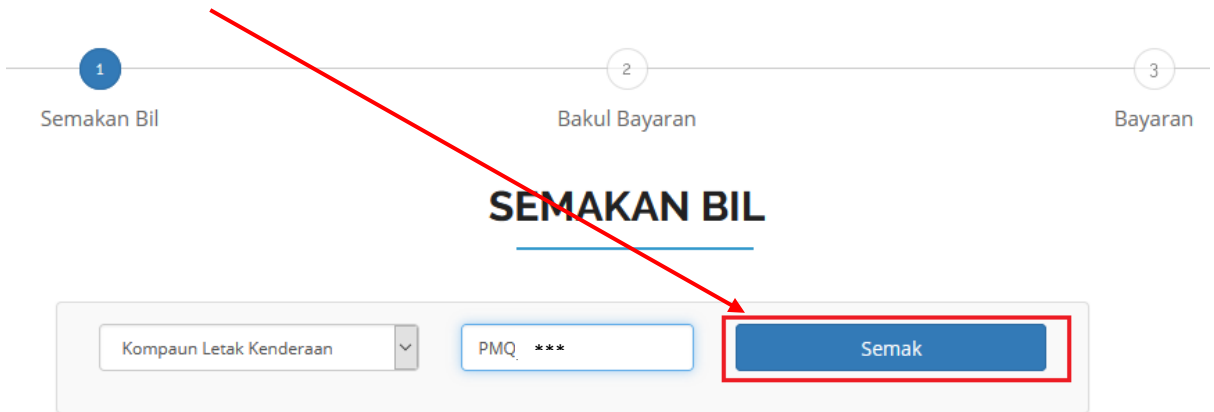 1 2 3
Semakan Bil Bakul Bayaran Bayaran
SEMAKAN BIL
Kompaun Letak Kenderaan PMQ *** Semak